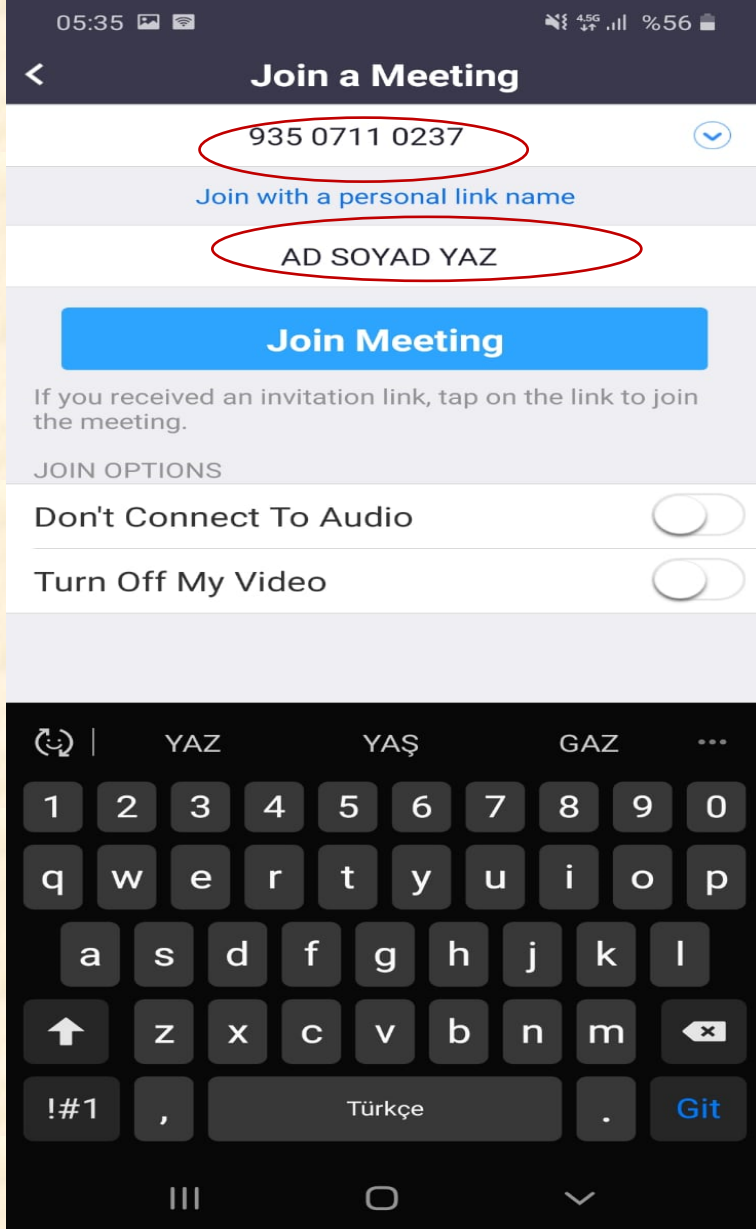 05:35 4.5G %56
Join a Meeting
935 0711 0237
Join with a personal link name
AD SOYAD YAZ
Join Meeting
If you received an invitation link, tap on the link to join
the meeting.
JOIN OPTIONS
Don't Connect To Audio
Turn Off My Video
YAZ YAŞ GAZ
1 2 3 4 5 6 7 8 9 0
q w e r t y u i o p
a s d f g h j k l
z x c v b n m
!#1 , Türkçe . Git